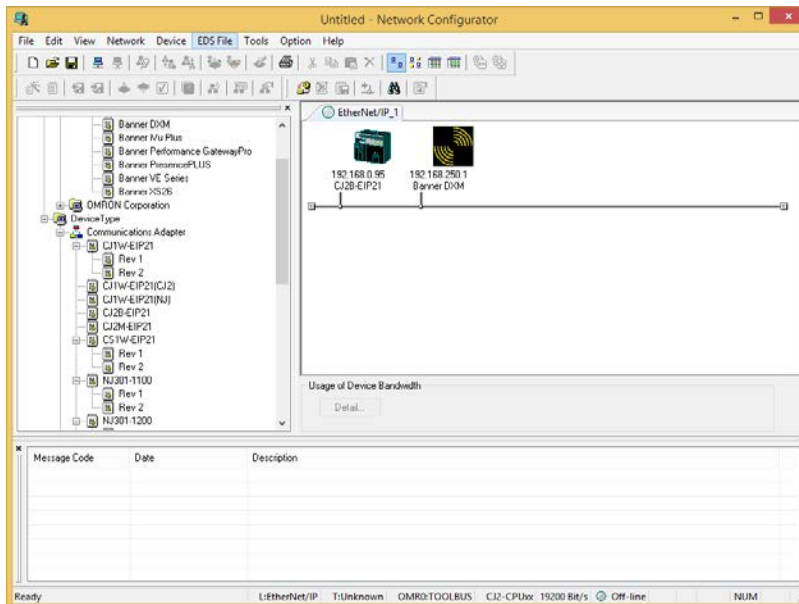 Untitled - Network Configurator
File Edit View Network Device EDS File Tools Option Help
EtherNet/IP_1
Banner DXM
Banner iVu Plus
Banner Performance GatewayPro
Banner PresencePLUS
Banner VE Series
Banner XS26
OMRON Corporation
DeviceType
Communications Adapter
CJ1W-EIP21
Rev 1
Rev 2
CJ1W-EIP21(CJ2)
CJ1W-EIP21(NJ)
CJ2B-EIP21
CJ2M-EIP21
CS1W-EIP21
Rev 1
Rev 2
NJ301-1100
Rev 1
Rev 2
NJ301-1200
192.168.0.95
CJ2B-EIP21
192.168.250.1
Banner DXM
Usage of Device Bandwidth
Detail...
Message Code Date Description
Ready L:EtherNet/IP T:Unknown OMR0:TOOLBUS CJ2-CPUxx 19200 Bit/s Off-line NUM